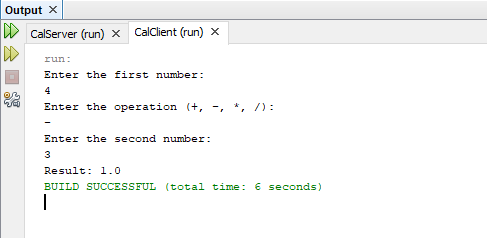 Output
CalServer (run) CalClient (run)
run:
Enter the first number:
4
Enter the operation (+, -, *, /):
-
Enter the second number:
3
Result: 1.0
BUILD SUCCESSFUL (total time: 6 seconds)